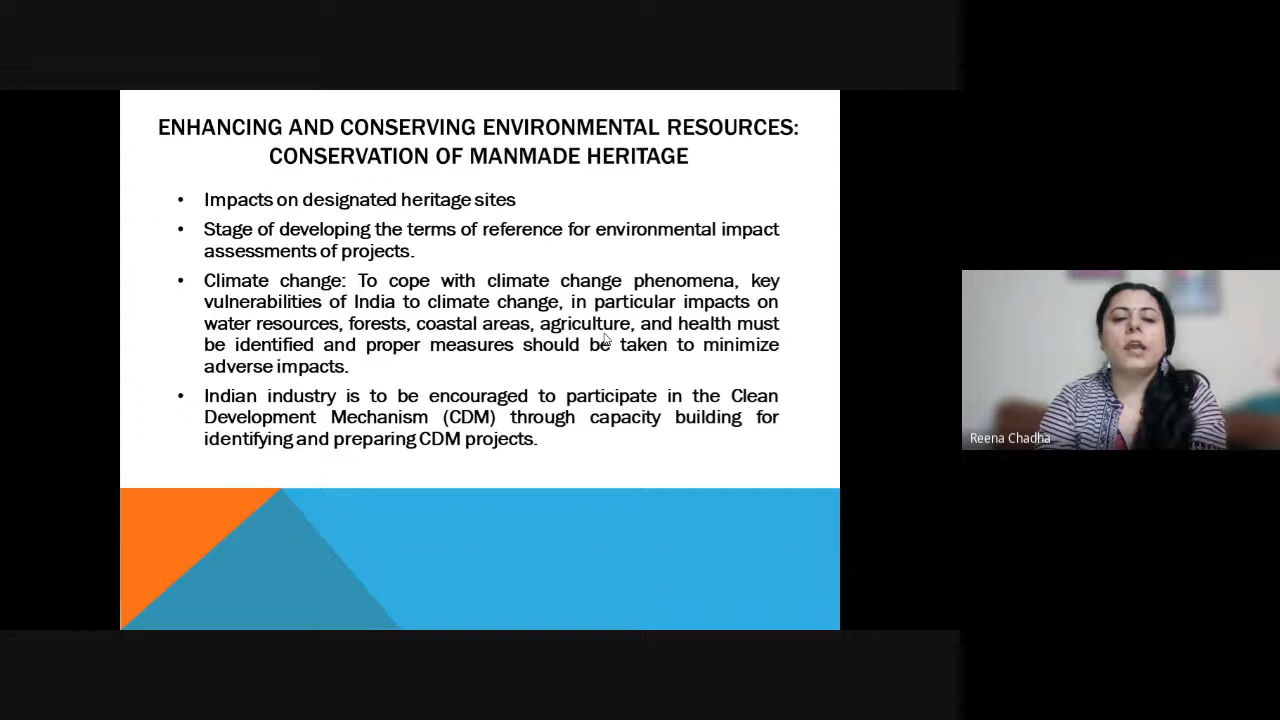 ENHANCING AND CONSERVING ENVIRONMENTAL RESOURCES:
CONSERVATION OF MANMADE HERITAGE
• Impacts on designated heritage sites
• Stage of developing the terms of reference for environmental impact
assessments of projects.
• Climate change: To cope with climate change phenomena, key
vulnerabilities of India to climate change, in particular impacts on
water resources, forests, coastal areas, agriculture, and health must
be identified and proper measures should be taken to minimize
adverse impacts.
• Indian industry is to be encouraged to participate in the Clean
Development Mechanism (CDM) through capacity building for
identifying and preparing CDM projects.
Reena Chadha